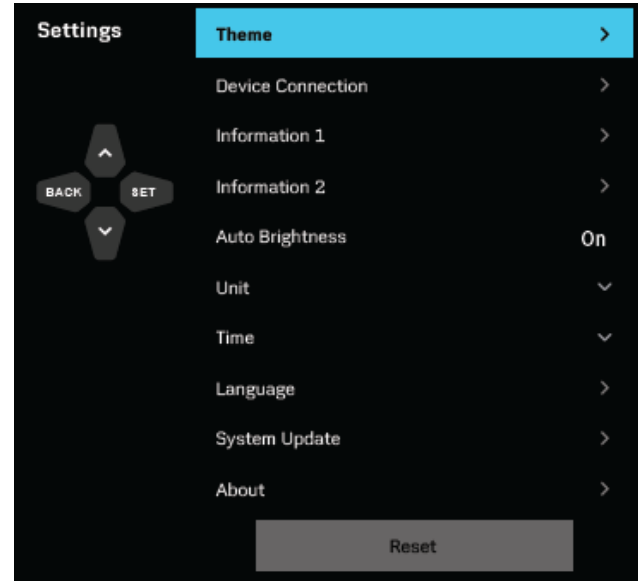 Settings
Theme
Device Connection
Information 1
Information 2
BACK
SET
Auto Brightness
On
Unit
Time
Language
System Update
About
Reset